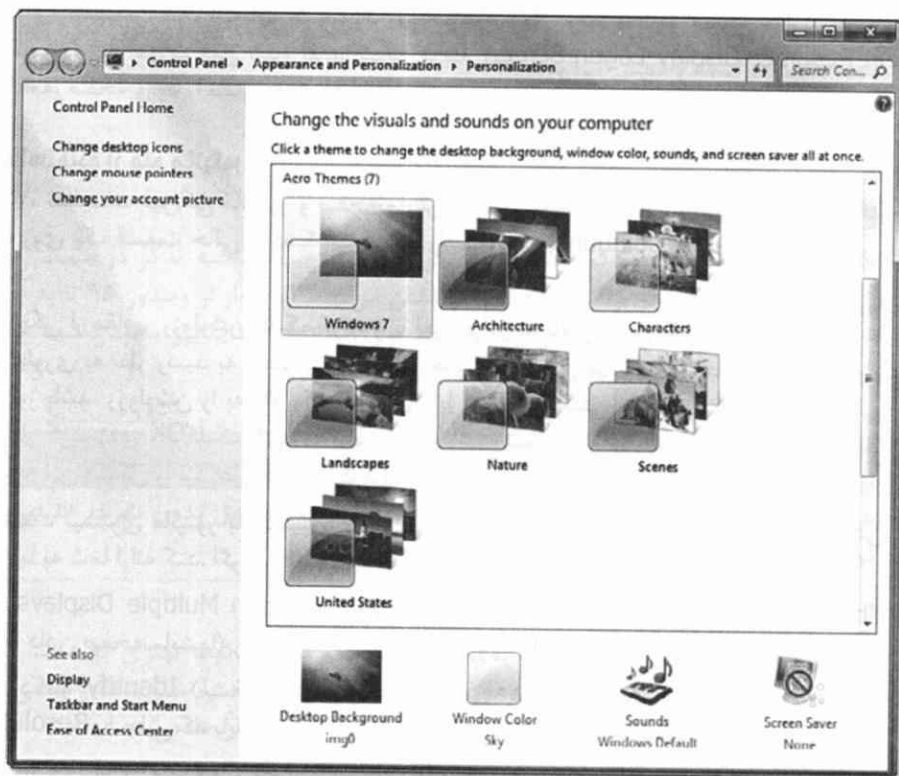 Control Panel ▸ Appearance and Personalization ▸ Personalization
Search Con...
Control Panel Home
Change desktop icons
Change mouse pointers
Change your account picture
See also
Display
Taskbar and Start Menu
Ease of Access Center
Change the visuals and sounds on your computer
Click a theme to change the desktop background, window color, sounds, and screen saver all at once.
Aero Themes (7)
Windows 7
Architecture
Characters
Landscapes
Nature
Scenes
United States
Desktop Background
img0
Window Color
Sky
Sounds
Windows Default
Screen Saver
None
Multiple Displays
Identify